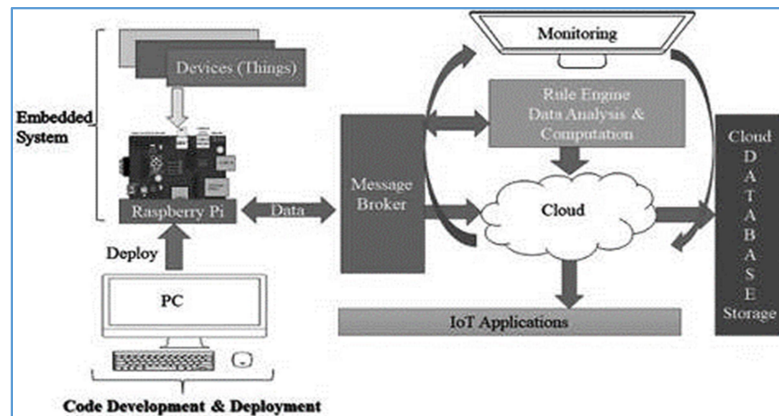 Devices (Things)
Embedded
System
Raspberry Pi
Data
Deploy
PC
Code Development & Deployment
Monitoring
Rule Engine
Data Analysis &
Computation
Message
Broker
Cloud
IoT Applications
Cloud
D
A
T
A
B
A
S
E
Storage